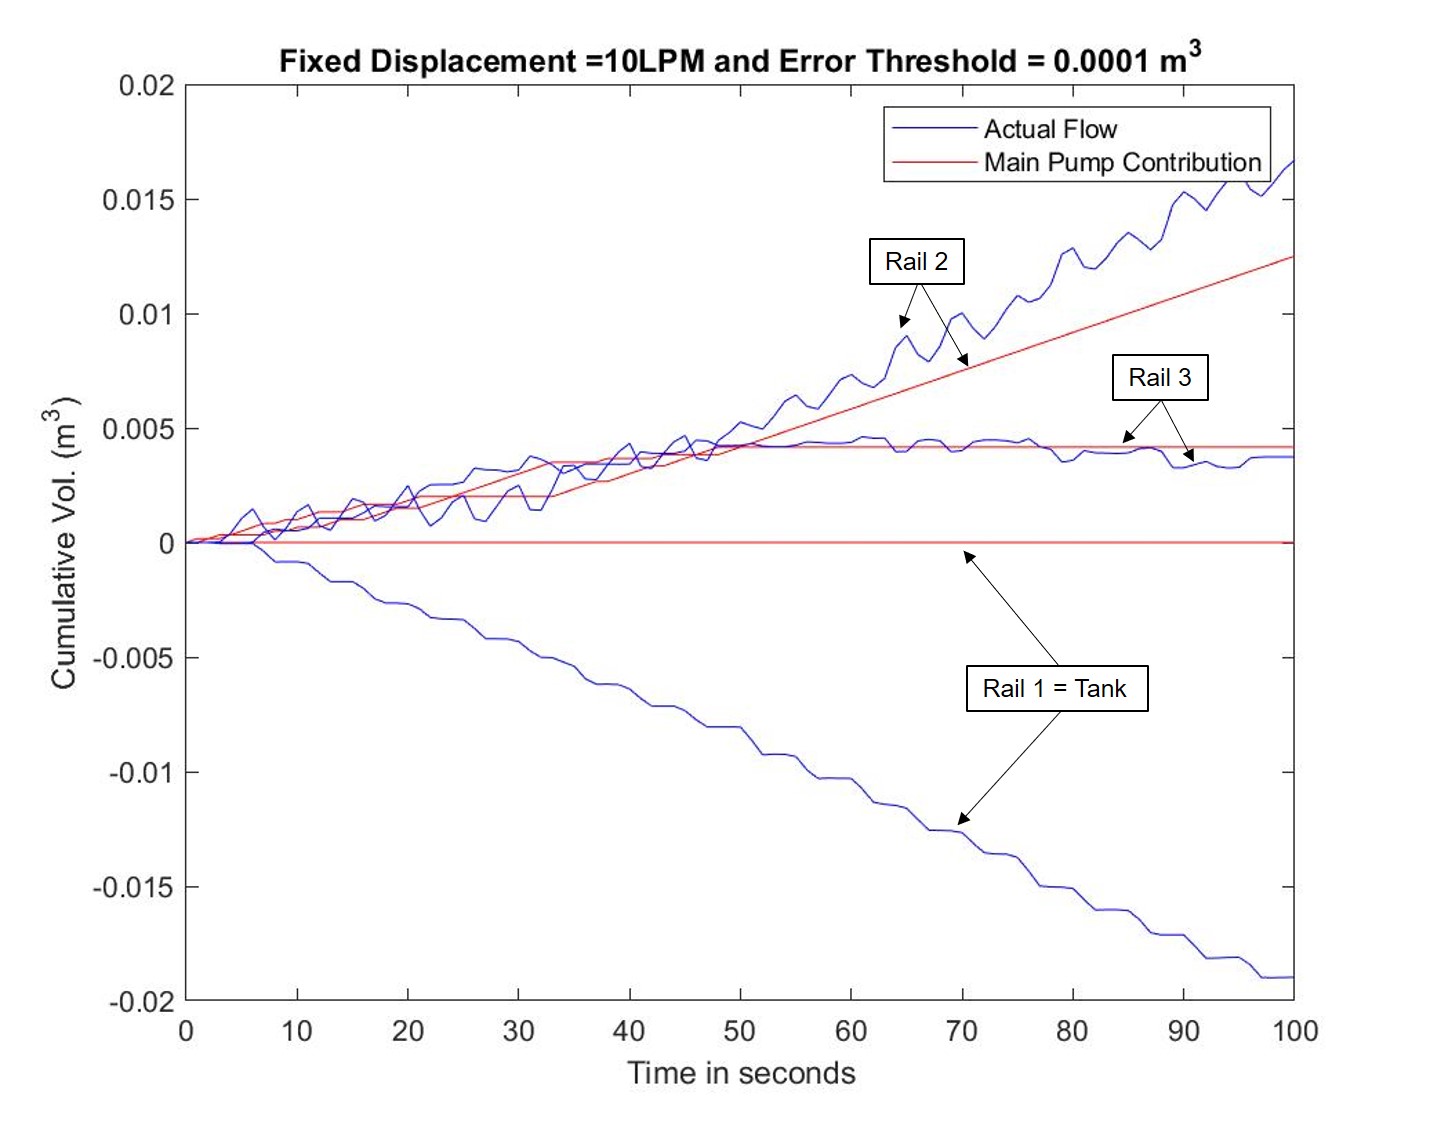 Fixed Displacement =10LPM and Error Threshold = 0.0001 m³
Actual Flow
Main Pump Contribution
Rail 2
Rail 3
Rail 1 = Tank
0.02
0.015
0.01
0.005
0
-0.005
-0.01
-0.015
-0.02
Cumulative Vol. (m³)
0 10 20 30 40 50 60 70 80 90 100
Time in seconds